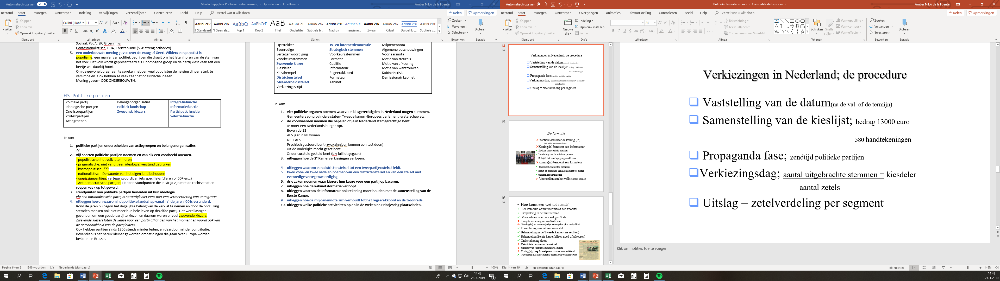 Automatisch opslaan
Maatschappijleer Politieke besluitvorming - Opgeslagen in OneDrive
Amber Nikki de la Fuente
Bestand Start Invoegen Ontwerpen Indeling Verwijzingen Verzendlijsten Controleren Beeld Help Vertel wat u wilt doen
Delen Opmerkingen
Plakken
Knippen
Kopiëren
Opmaak kopiëren/plakken
Klembord
Calibri (Hoof 11
Lettertype
Alinea
AaBbCcDc AaBbCcDc AaBbCc AaBbCcD AaB AaBbCcD AaBbCcDc AaBbCcDc AaBbCcDc AaBbCcDc AaBbCcDc AaBbCcDc AABBCCDC
¶ Standaard ¶ Geen afs... Kop 1 Kop 2 Titel Ondertitel Subtiele b... Nadruk Intensieve... Zwaar Citaat Duidelijk c... Subtiele v...
Stijlen
Zoeken
Vervangen
Selecteren
Bewerken
Dicteren
Spraak
Sociaal: PvdA, SP, Groenlinks
Confessionalistisch: CDA, ChristenUnie (SGP streng orthodox)
5. een onderbouwde mening geven over de vraag of Geert Wilders een populist is.
populisme: een manier van politiek bedrijven die draait om het laten horen van de stem van
het volk. Dat volk wordt gepresenteerd als 1 homogene groep en de partij kiest vaak zelf een
beetje wie daarbij hoort.
Om de gewone burger aan te spreken hebben veel populisten de neiging dingen sterk te
versimpelen. Ook hebben ze vaak zeer nationalistische ideeën.
Mening geven= OOK ONDERBOUWEN.
H3. Politieke partijen
Politieke partij
Ideologische partijen
One-issuepartijen
Protestpartijen
Actiegroepen
Belangenorganisaties
Politiek landschap
Zwevende kiezers
Integratiefunctie
Informatiefunctie
Participatiefunctie
Selectiefunctie
Je kan:
1. politieke partijen onderscheiden van actiegroepen en belangenorganisaties.
??
2. vijf soorten politieke partijen noemen en van elk een voorbeeld noemen.
- populistische: het volk laten horen
- pragmatische: niet vanuit een ideologie, verstand gebruiken
- kosmopolitisch: ???
- nationalistisch: De waarde van het eigen land behouden
- one-issiuepartijen: vertegenwoordigen iets specifieks (dieren of 50+ enz.)
- Antidemocratische partijen: Hebben standpunten die in strijd zijn met de rechtsstaat en
roepen vaak op tot geweld.
3. standpunten van politieke partijen herleiden uit hun ideologie.
vb: een nationalistische partij is natuurlijk niet eens met een vermeerdering van immigratie
4. uitleggen hoe en waarom het politieke landschap vanaf +/- de jaren '60 is veranderd.
Rond de jaren 60 begon het dagelijkse belang van de kerk af te nemen en door de ontzuiling
stemden mensen ook niet meer hun hele leven op dezelfde partij. Het werd lastiger
gevonden om een goede partij te kiezen en daarom waren er veel zwevende kiezers.
Zwevende kiezers laten de keuze voor een partij afhangen van het moment en vooral ook van
de persoonlijkheid van de partijleiders.
Ook hebben partijen sinds 1950 steeds minder leden, en daardoor minder contributie.
Bovendien is het bereik kleiner geworden omdat dingen die gaan over Europa worden
besloten in Brussel.
Lijsttrekker
Evenredige
vertegenwoordiging
Voorkeursstemmen
Zwevende kiezer
Kiesdeler
Kiesdrempel
Districtenstelsel
Meerderheidsstelsel
Verkiezingsstrijd
Tv- en internetdemocratie
Strategisch stemmen
Voorkeursstemmen
Formatie
Coalitie
Informateur
Regeerakkoord
Formateur
Kabinet
Miljoenennota
Algemene beschouwingen
Voorjaarsnota
Motie van treurnis
Motie van afkeuring
Motie van wantrouwen
Kabinetscrisis
Demissionair kabinet
Je kan:
1. vier politieke organen noemen waarvoor kiesgerechtigden in Nederland mogen stemmen.
Gemeenteraad- provinciale staten- Tweede kamer -Europees parlement -waterschap etc.
2. de voorwaarden noemen die bepalen of je in Nederland stemgerechtigd bent.
Je moet een Nederlands burger zijn.
Boven de 18
Al 5 jaar in NL wonen
NIET ALS:
Psychisch gestoord bent (zwakzinnigen kunnen een test doen)
Uit de ouderlijke macht gezet bent
Onder curatele gesteld bent (b.v failliet gegaan)
3. uitleggen hoe de 2e Kamerverkiezingen verlopen.
4. uitleggen waarom een districtenstelsel tot een tweepartijenstelsel leidt.
5. twee voor- en twee nadelen noemen van een districtenstelsel en van een stelsel met
evenredige vertegenwoordiging.
6. drie zaken noemen waar kiezers hun keuze voor een partij op baseren.
7. uitleggen hoe de kabinetsformatie verloopt.
8. uitleggen waarom de informateur ook rekening moet houden met de samenstelling van de
Eerste Kamer.
9. uitleggen hoe de miljoenennota zich verhoudt tot het regeerakkoord en de troonrede.
10. uitleggen welke politieke activiteiten op en in de weken na Prinsjesdag plaatsvinden.
Pagina 6 van 6 1848 woorden Nederlands (standaard) 100%
14:48
23-3-2019
Automatisch opslaan
Politieke besluitvorming - Compatibiliteitsmodus
Amber Nikki de la Fuente
Bestand Start Invoegen Ontwerpen Overgangen Animaties Diavoorstelling Controleren Beeld Help Vertel wat u wilt doen
Delen Opmerkingen
Plakken
Knippen
Kopiëren
Opmaak kopiëren/plakken
Klembord
Nieuwe dia
Indeling
Opnieuw instellen
Sectie
Dia's
24
Lettertype
Tekstrichting
Tekst uitlijnen
Converteren naar SmartArt
Alinea
Schikken
Snelle stijlen
Vormopvulling
Vormcontour
Vormeffecten
Tekenen
Zoeken
Vervangen
Selecteren
Bewerken
Dicteren
Spraak
14
Verkiezingen in Nederland; de procedure
Vaststelling van de datum(na de val of de termijn)
Samenstelling van de kieslijst; bedrag 13000 euro
580 handtekeningen
Propaganda fase; zendtijd politieke partijen
Verkiezingsdag; aantal uitgebrachte stemmen = kiesdeler
aantal zetels
Uitslag = zetelverdeling per segment
15
De formatie
Fractieleiders naar de koning (in)
Koning(in) benoemt een informateur
Zoeken van coalitie partijen
Verdeling van de ministersposten
Schrijft het voorlopig regeerakkoord
Koning(in) benoemt een formateur
toekomstig minister-president
zoekt de personen van het kabinet bij elkaar
tekenen regeerakkoord
Voorstellen aan het volk (bordes scene)
16
Hoe komt een wet tot stand?
Een kamerlid of minister maakt een voorstel
Bespreking in de ministerraad
Voor advies naar de Raad van State
Hoogste advies orgaan van Nederland
Koning(in) en meerderjarige kroonprins plus oudpolitici
Formulering van het wetsvoorstel
Behandeling in de Tweede kamer (zie rechten)
Behandeling Eerste kamer(alleen goed of afkeuren)
Ondertekening door;
Vakminister waaronder de wet valt
Minister van Justitie;legitimiteitbeginsel
Koning(in); mag 2x weigeren, daarna troonsafstand
Publicatie in Staatscourant; daarna een werkende wet
Verkiezingen in Nederland; de procedure
Vaststelling van de datum(na de val of de termijn)
Samenstelling van de kieslijst; bedrag 13000 euro
580 handtekeningen
Propaganda fase; zendtijd politieke partijen
Verkiezingsdag; aantal uitgebrachte stemmen = kiesdeler
aantal zetels
Uitslag = zetelverdeling per segment
Klik om notities toe te voegen
Dia 14 van 19 Nederlands (standaard) Notities 148%
14:48
23-3-2019